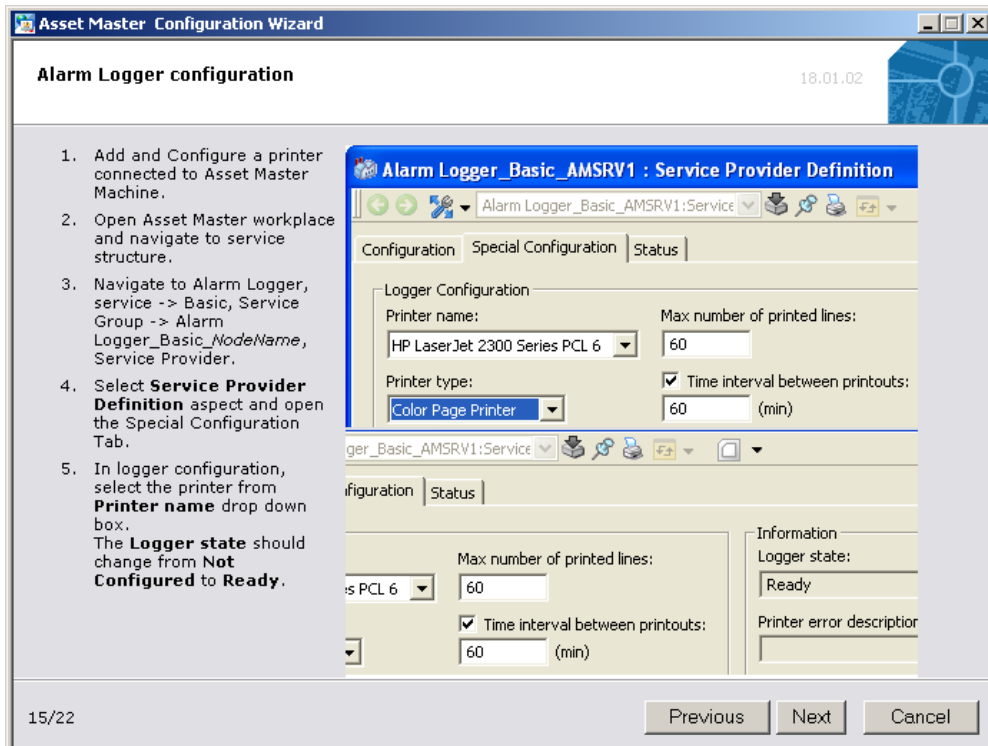 Asset Master Configuration Wizard
Alarm Logger configuration
18.01.02
1. Add and Configure a printer
connected to Asset Master
Machine.
2. Open Asset Master workplace
and navigate to service
structure.
3. Navigate to Alarm Logger,
service -> Basic, Service
Group -> Alarm
Logger_Basic_NodeName,
Service Provider.
4. Select Service Provider
Definition aspect and open
the Special Configuration
Tab.
5. In logger configuration,
select the printer from
Printer name drop down
box.
The Logger state should
change from Not
Configured to Ready.
Alarm Logger_Basic_AMSRV1 : Service Provider Definition
Alarm Logger_Basic_AMSRV1:Service
Configuration Special Configuration Status
Logger Configuration
Printer name: Max number of printed lines:
HP LaserJet 2300 Series PCL 6 60
Printer type: Time interval between printouts:
Color Page Printer 60 (min)
ger_Basic_AMSRV1:Service
figuration Status
Information
Max number of printed lines: Logger state:
s PCL 6 60 Ready
Time interval between printouts: Printer error description
60 (min)
15/22
Previous Next Cancel